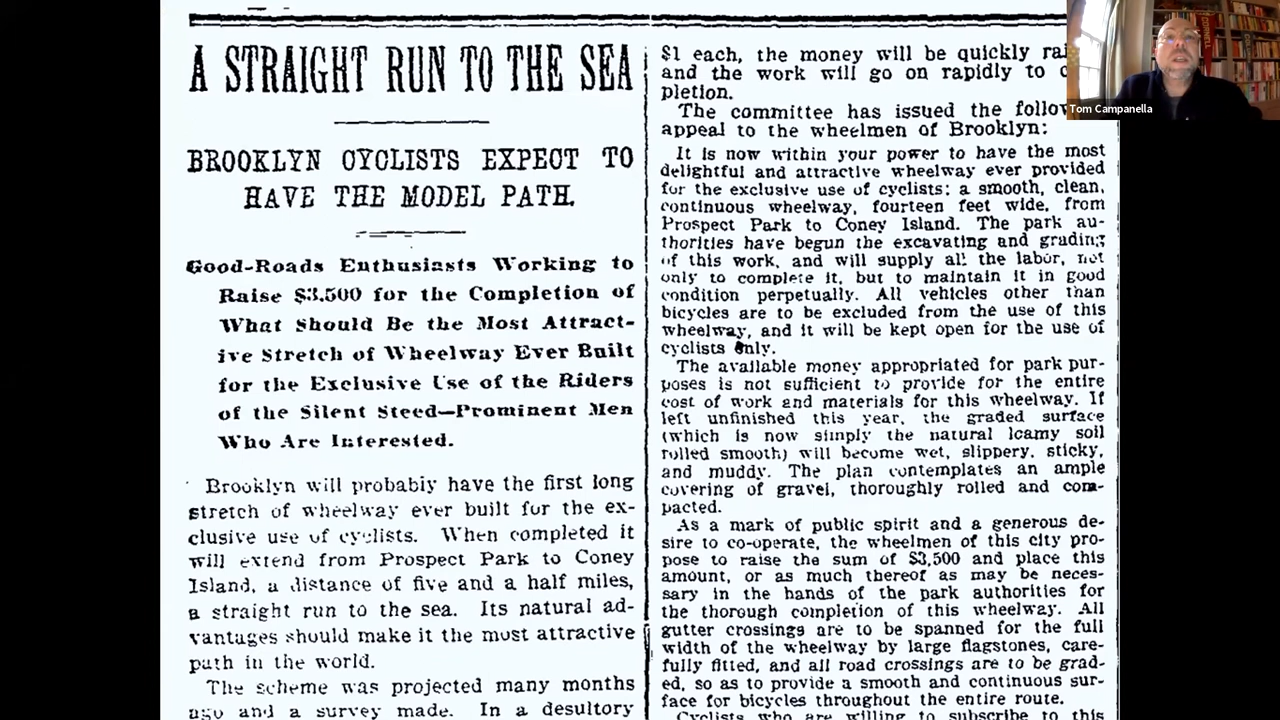 A STRAIGHT RUN TO THE SEA
BROOKLYN CYCLISTS EXPECT TO
HAVE THE MODEL PATH.
Good-Roads Enthusiasts Working to
Raise $3,500 for the Completion of
What Should Be the Most Attract-
ive Stretch of Wheelway Ever Built
for the Exclusive Use of the Riders
of the Silent Steed—Prominent Men
Who Are Interested.
Brooklyn will probably have the first long
stretch of wheelway ever built for the ex-
clusive use of cyclists. When completed it
will extend from Prospect Park to Coney
Island, a distance of five and a half miles,
a straight run to the sea. Its natural ad-
vantages should make it the most attractive
path in the world.
The scheme was projected many months
ago and a survey made. In a desultory
$1 each, the money will be quickly rai
and the work will go on rapidly to c
pletion.
The committee has issued the follow
appeal to the wheelmen of Brooklyn:
It is now within your power to have the most
delightful and attractive wheelway ever provided
for the exclusive use of cyclists: a smooth, clean,
continuous wheelway, fourteen feet wide, from
Prospect Park to Coney Island. The park au-
thorities have begun the excavating and grading
of this work, and will supply all the labor, not
only to complete it, but to maintain it in good
condition perpetually. All vehicles other than
bicycles are to be excluded from the use of this
wheelway, and it will be kept open for the use of
cyclists only.
The available money appropriated for park pur-
poses is not sufficient to provide for the entire
cost of work and materials for this wheelway. If
left unfinished this year, the graded surface
(which is now simply the natural loamy soil
rolled smooth) will become wet, slippery, sticky,
and muddy. The plan contemplates an ample
covering of gravel, thoroughly rolled and com-
pacted.
As a mark of public spirit and a generous de-
sire to co-operate, the wheelmen of this city pro-
pose to raise the sum of $3,500 and place this
amount, or as much thereof as may be neces-
sary in the hands of the park authorities for
the thorough completion of this wheelway. All
gutter crossings are to be spanned for the full
width of the wheelway by large flagstones, care-
fully fitted, and all road crossings are to be grad-
ed, so as to provide a smooth and continuous sur-
face for bicycles throughout the entire route.
Cyclists who are willing to subscribe to this
CORNELL
Tom Campanella